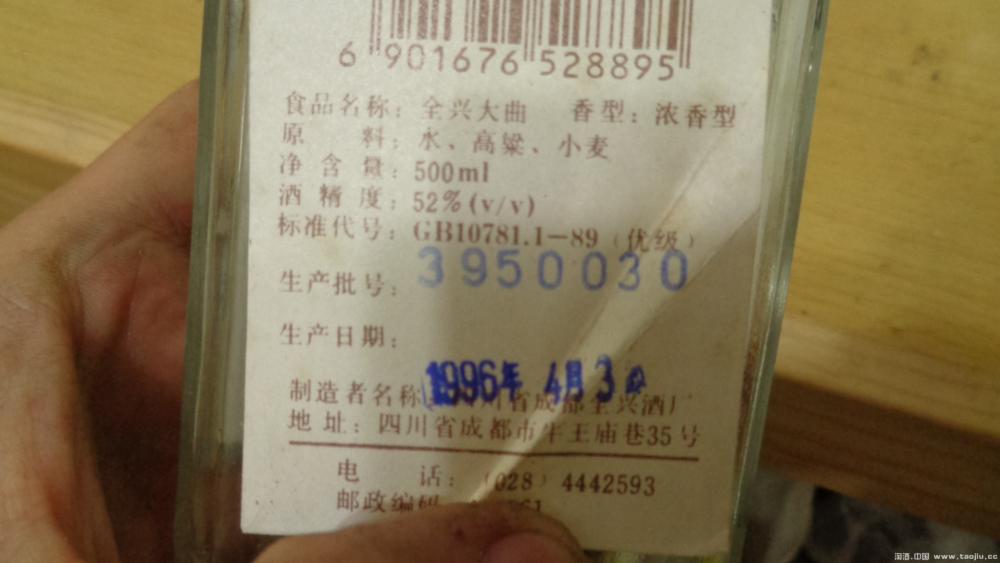 6 901676 528895
食品名称：全兴大曲 香型：浓香型
原 料：水、高粱、小麦
净含量：500ml
酒精度：52%(v/v)
标准代号：GB10781.1—89（优级）
生产批号：3950030
生产日期：
1996年 4月3日
制造者名称 川省成都全兴酒厂
地址：四川省成都市牛王庙巷35号
电 话：（028）4442593
邮政编码
淘酒.中国 www.taojiu.cc